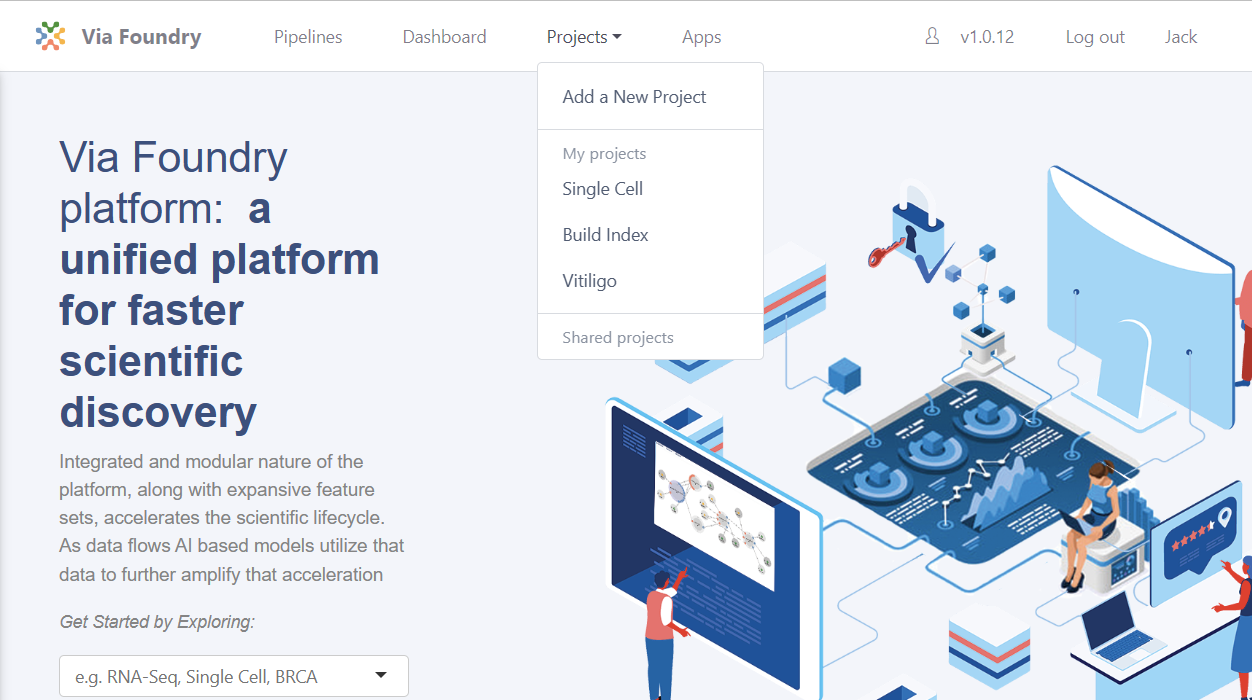 Via Foundry
Pipelines
Dashboard
Projects
Apps
v1.0.12
Log out
Jack
Add a New Project
My projects
Single Cell
Build Index
Vitiligo
Shared projects
Via Foundry
platform: a
unified platform
for faster
scientific
discovery
Integrated and modular nature of the
platform, along with expansive feature
sets, accelerates the scientific lifecycle.
As data flows AI based models utilize that
data to further amplify that acceleration
Get Started by Exploring:
e.g. RNA-Seq, Single Cell, BRCA